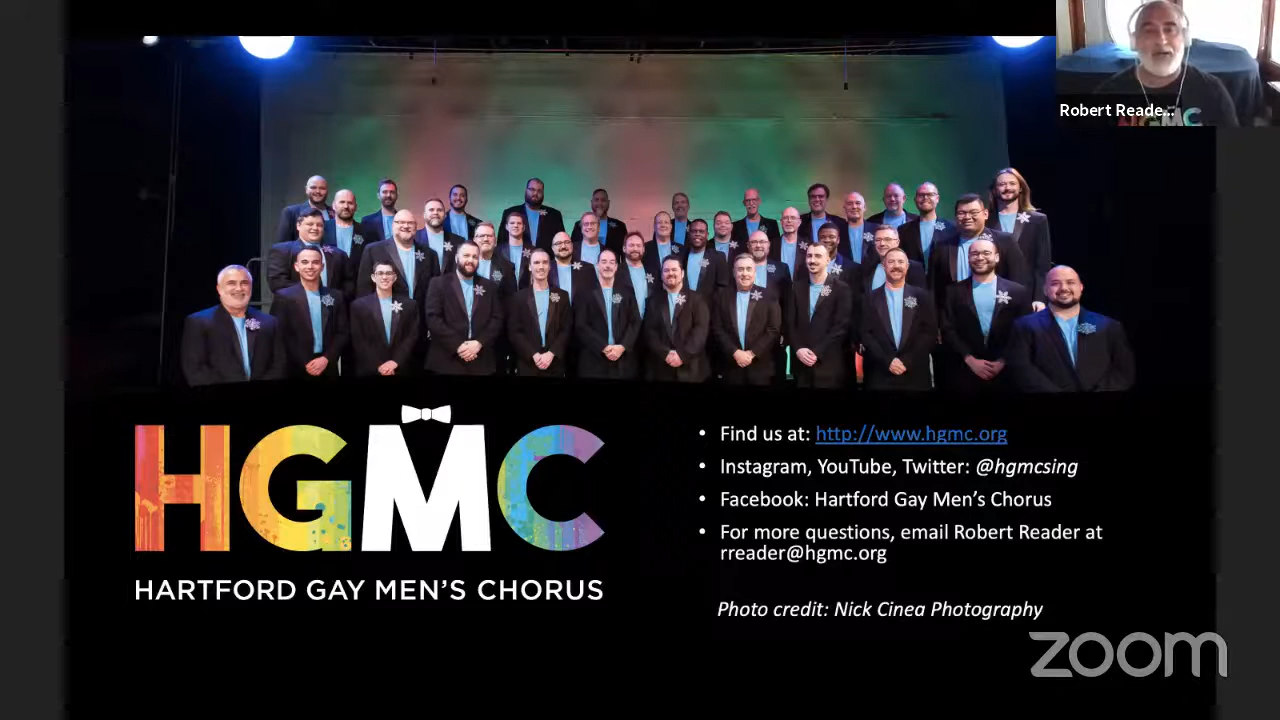 Robert Reade...
HGMC
HGMC
HARTFORD GAY MEN'S CHORUS
• Find us at: http://www.hgmc.org
• Instagram, YouTube, Twitter: @hgmcsing
• Facebook: Hartford Gay Men's Chorus
• For more questions, email Robert Reader at
rreader@hgmc.org
Photo credit: Nick Cinea Photography
zoom